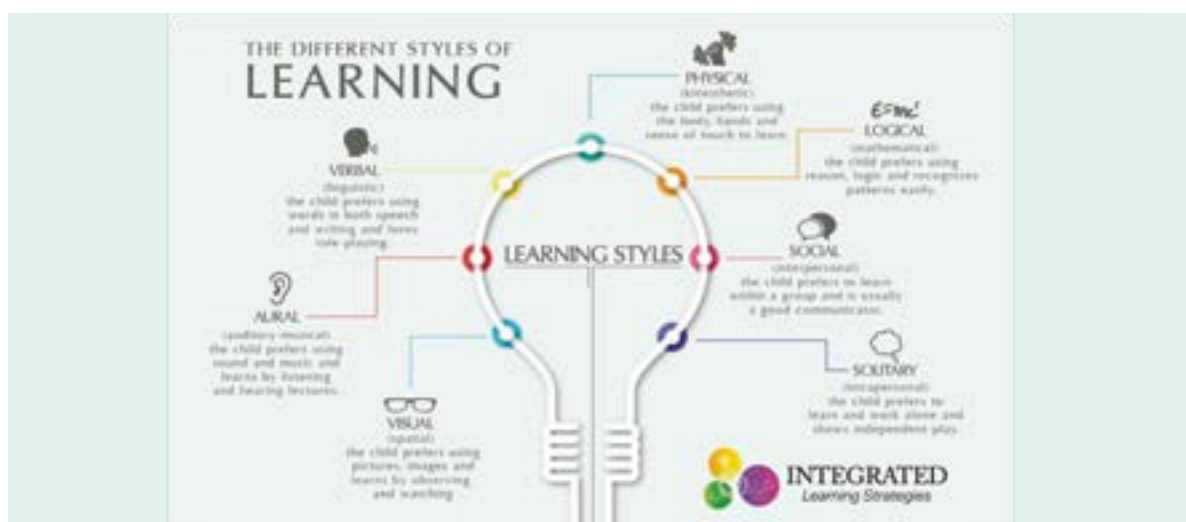 THE DIFFERENT STYLES OF
LEARNING
PHYSICAL
(kinesthetic)
the child prefers using
the body, hands and
sense of touch to learn
E=mc²
LOGICAL
(mathematical)
the child prefers using
reason, logic and recognizes
patterns easily.
VERBAL
(linguistic)
the child prefers using
words in both speech
and writing and loves
role playing.
LEARNING STYLES
SOCIAL
(interpersonal)
the child prefers to learn
within a group and is usually
a good communicator.
AURAL
(auditory-musical)
the child prefers using
sound and music and
learns by listening
and hearing lectures.
SOLITARY
(intrapersonal)
the child prefers to
learn and work alone and
shows independent play.
VISUAL
(spatial)
the child prefers using
pictures, images and
learns by observing
and watching
INTEGRATED
Learning Strategies